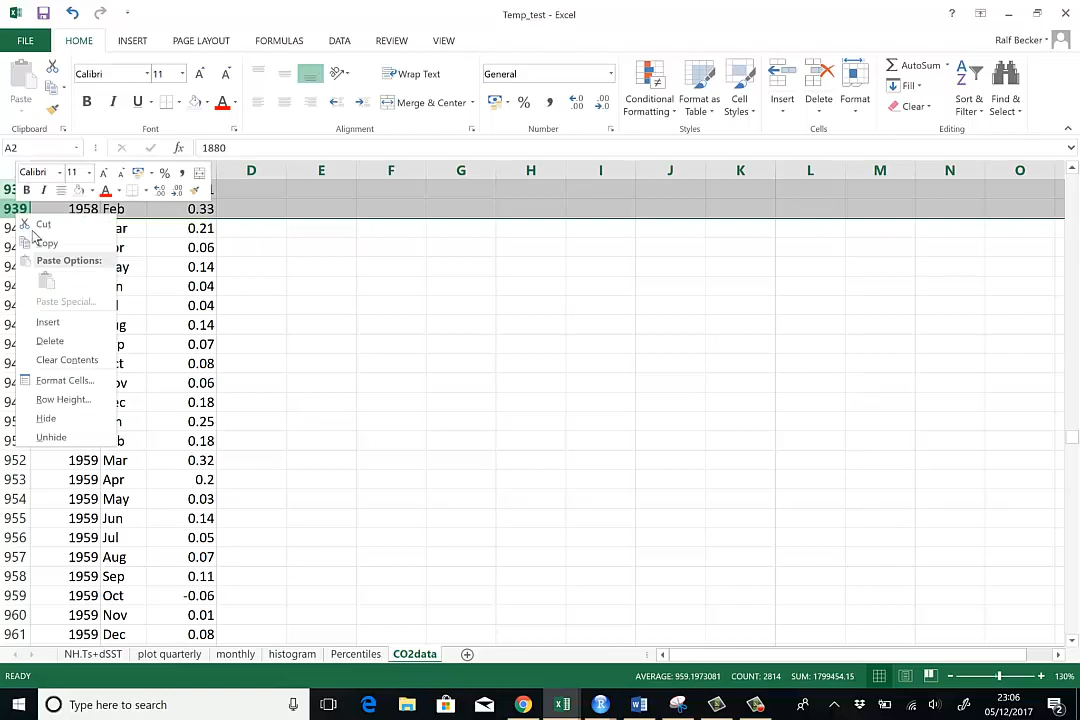 Temp_test - Excel
FILE HOME INSERT PAGE LAYOUT FORMULAS DATA REVIEW VIEW Ralf Becker
Paste
Calibri 11 Wrap Text General
B I U Merge & Center
Conditional Formatting Format as Table Cell Styles Insert Delete Format
AutoSum Fill Clear Sort & Filter Find & Select
Clipboard Font Alignment Number Styles Cells Editing
A2 fx 1880
Calibri 11
B I A
D E F G H I J K L M N O
939 1958 Feb 0.33
0.21
0.06
0.14
0.04
0.04
0.14
0.07
0.08
0.06
0.18
0.25
0.18
Cut
Copy
Paste Options:
Paste Special...
Insert
Delete
Clear Contents
Format Cells...
Row Height...
Hide
Unhide
952 1959 Mar 0.32
953 1959 Apr 0.2
954 1959 May 0.03
955 1959 Jun 0.14
956 1959 Jul 0.05
957 1959 Aug 0.07
958 1959 Sep 0.11
959 1959 Oct -0.06
960 1959 Nov 0.01
961 1959 Dec 0.08
NH.Ts+dSST plot quarterly monthly histogram Percentiles CO2data
READY AVERAGE: 959.1973081 COUNT: 2814 SUM: 1799454.15 130%
Type here to search
23:06
05/12/2017
2